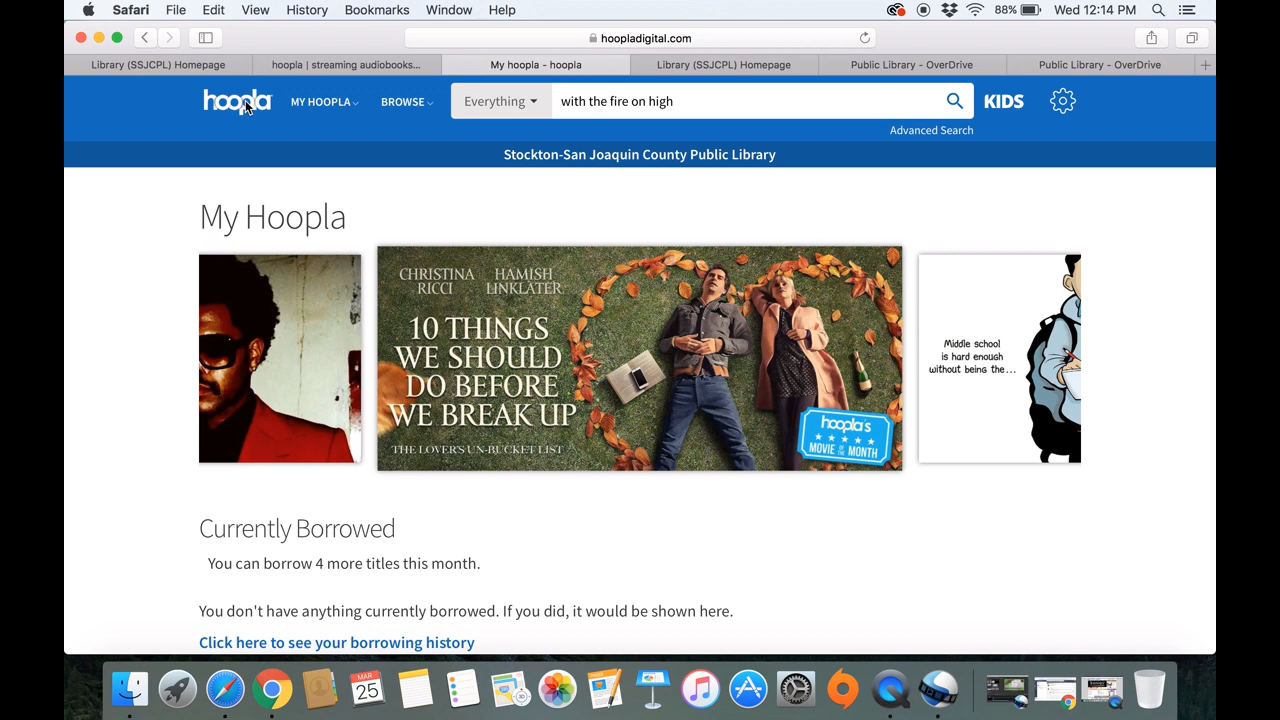 Safari File Edit View History Bookmarks Window Help 88% Wed 12:14 PM
hoopladigital.com
Library (SSJCPL) Homepage hoopla | streaming audiobooks... My hoopla - hoopla Library (SSJCPL) Homepage Public Library - OverDrive Public Library - OverDrive
hoopla MY HOOPLA BROWSE Everything with the fire on high KIDS
Advanced Search
Stockton-San Joaquin County Public Library
My Hoopla
CHRISTINA RICCI HAMISH LINKLATER
10 THINGS
WE SHOULD
DO BEFORE
WE BREAK UP
THE LOVER'S UN-BUCKET LIST
hoopla's
MOVIE OF THE MONTH
Middle school
is hard enough
without being the...
Currently Borrowed
You can borrow 4 more titles this month.
You don't have anything currently borrowed. If you did, it would be shown here.
Click here to see your borrowing history
MAR
25